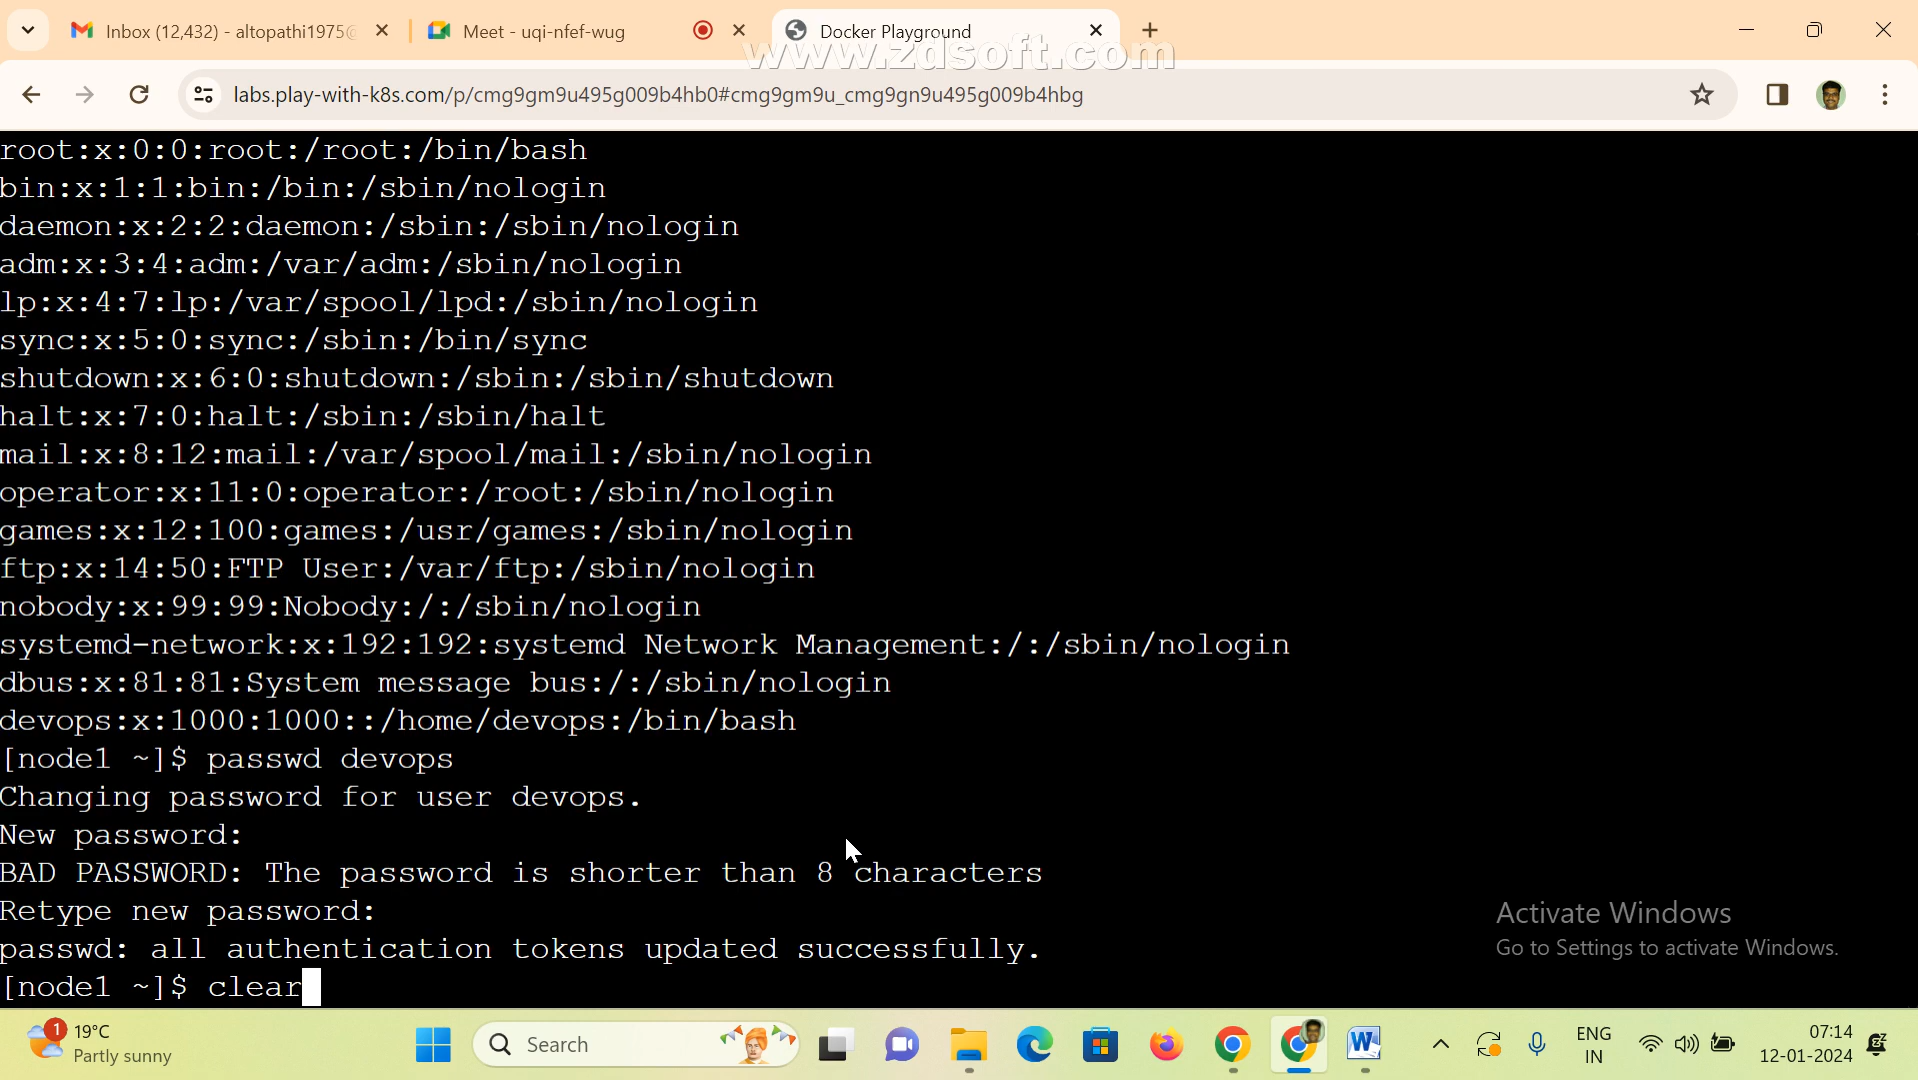 Inbox (12,432) - altopathi1975@
Meet - uqi-nfef-wug
Docker Playground
www.zdsoft.com
labs.play-with-k8s.com/p/cmg9gm9u495g009b4hb0#cmg9gm9u_cmg9gn9u495g009b4hbg
root:x:0:0:root:/root:/bin/bash
bin:x:1:1:bin:/bin:/sbin/nologin
daemon:x:2:2:daemon:/sbin:/sbin/nologin
adm:x:3:4:adm:/var/adm:/sbin/nologin
lp:x:4:7:lp:/var/spool/lpd:/sbin/nologin
sync:x:5:0:sync:/sbin:/bin/sync
shutdown:x:6:0:shutdown:/sbin:/sbin/shutdown
halt:x:7:0:halt:/sbin:/sbin/halt
mail:x:8:12:mail:/var/spool/mail:/sbin/nologin
operator:x:11:0:operator:/root:/sbin/nologin
games:x:12:100:games:/usr/games:/sbin/nologin
ftp:x:14:50:FTP User:/var/ftp:/sbin/nologin
nobody:x:99:99:Nobody:/:/sbin/nologin
systemd-network:x:192:192:systemd Network Management:/:/sbin/nologin
dbus:x:81:81:System message bus:/:/sbin/nologin
devops:x:1000:1000::/home/devops:/bin/bash
[node1 ~]$ passwd devops
Changing password for user devops.
New password:
BAD PASSWORD: The password is shorter than 8 characters
Retype new password:
passwd: all authentication tokens updated successfully.
[node1 ~]$ clear
Activate Windows
Go to Settings to activate Windows.
1
19°C
Partly sunny
Search
W
ENG
IN
07:14
12-01-2024